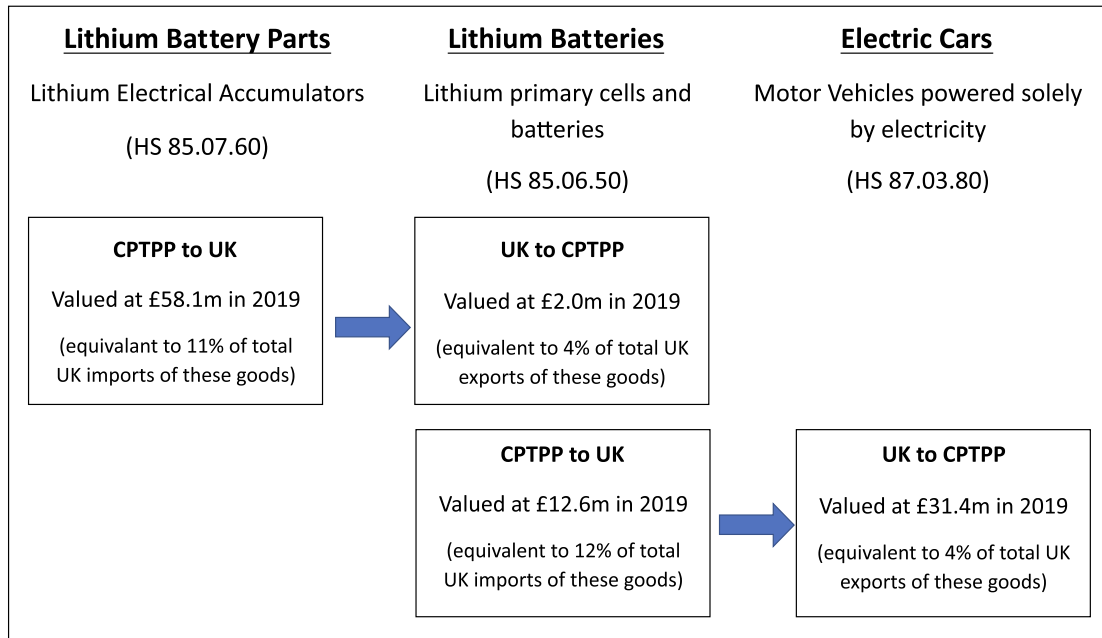 Lithium Battery Parts
Lithium Electrical Accumulators
(HS 85.07.60)
Lithium Batteries
Lithium primary cells and
batteries
(HS 85.06.50)
Electric Cars
Motor Vehicles powered solely
by electricity
(HS 87.03.80)
CPTPP to UK
Valued at £58.1m in 2019
(equivalant to 11% of total
UK imports of these goods)
UK to CPTPP
Valued at £2.0m in 2019
(equivalent to 4% of total UK
exports of these goods)
CPTPP to UK
Valued at £12.6m in 2019
(equivalent to 12% of total
UK imports of these goods)
UK to CPTPP
Valued at £31.4m in 2019
(equivalent to 4% of total UK
exports of these goods)